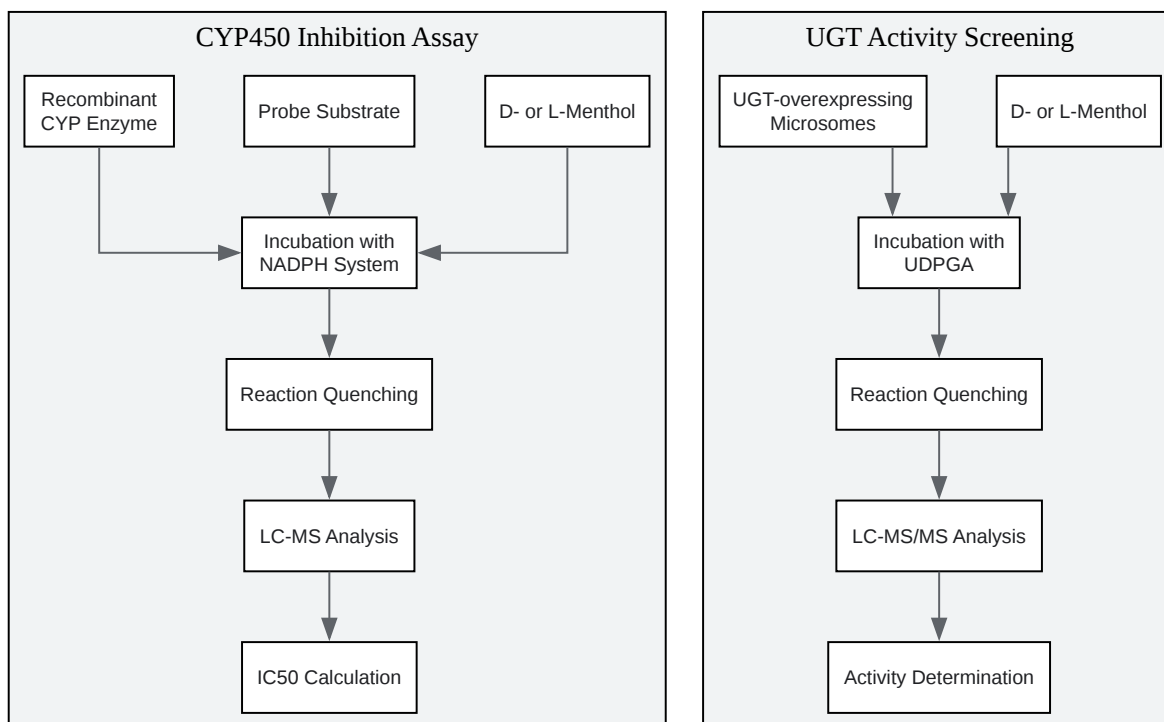 CYP450 Inhibition Assay
Recombinant
CYP Enzyme
Probe Substrate
D- or L-Menthol
Incubation with
NADPH System
Reaction Quenching
LC-MS Analysis
IC50 Calculation
UGT Activity Screening
UGT-overexpressing
Microsomes
D- or L-Menthol
Incubation with
UDPGA
Reaction Quenching
LC-MS/MS Analysis
Activity Determination